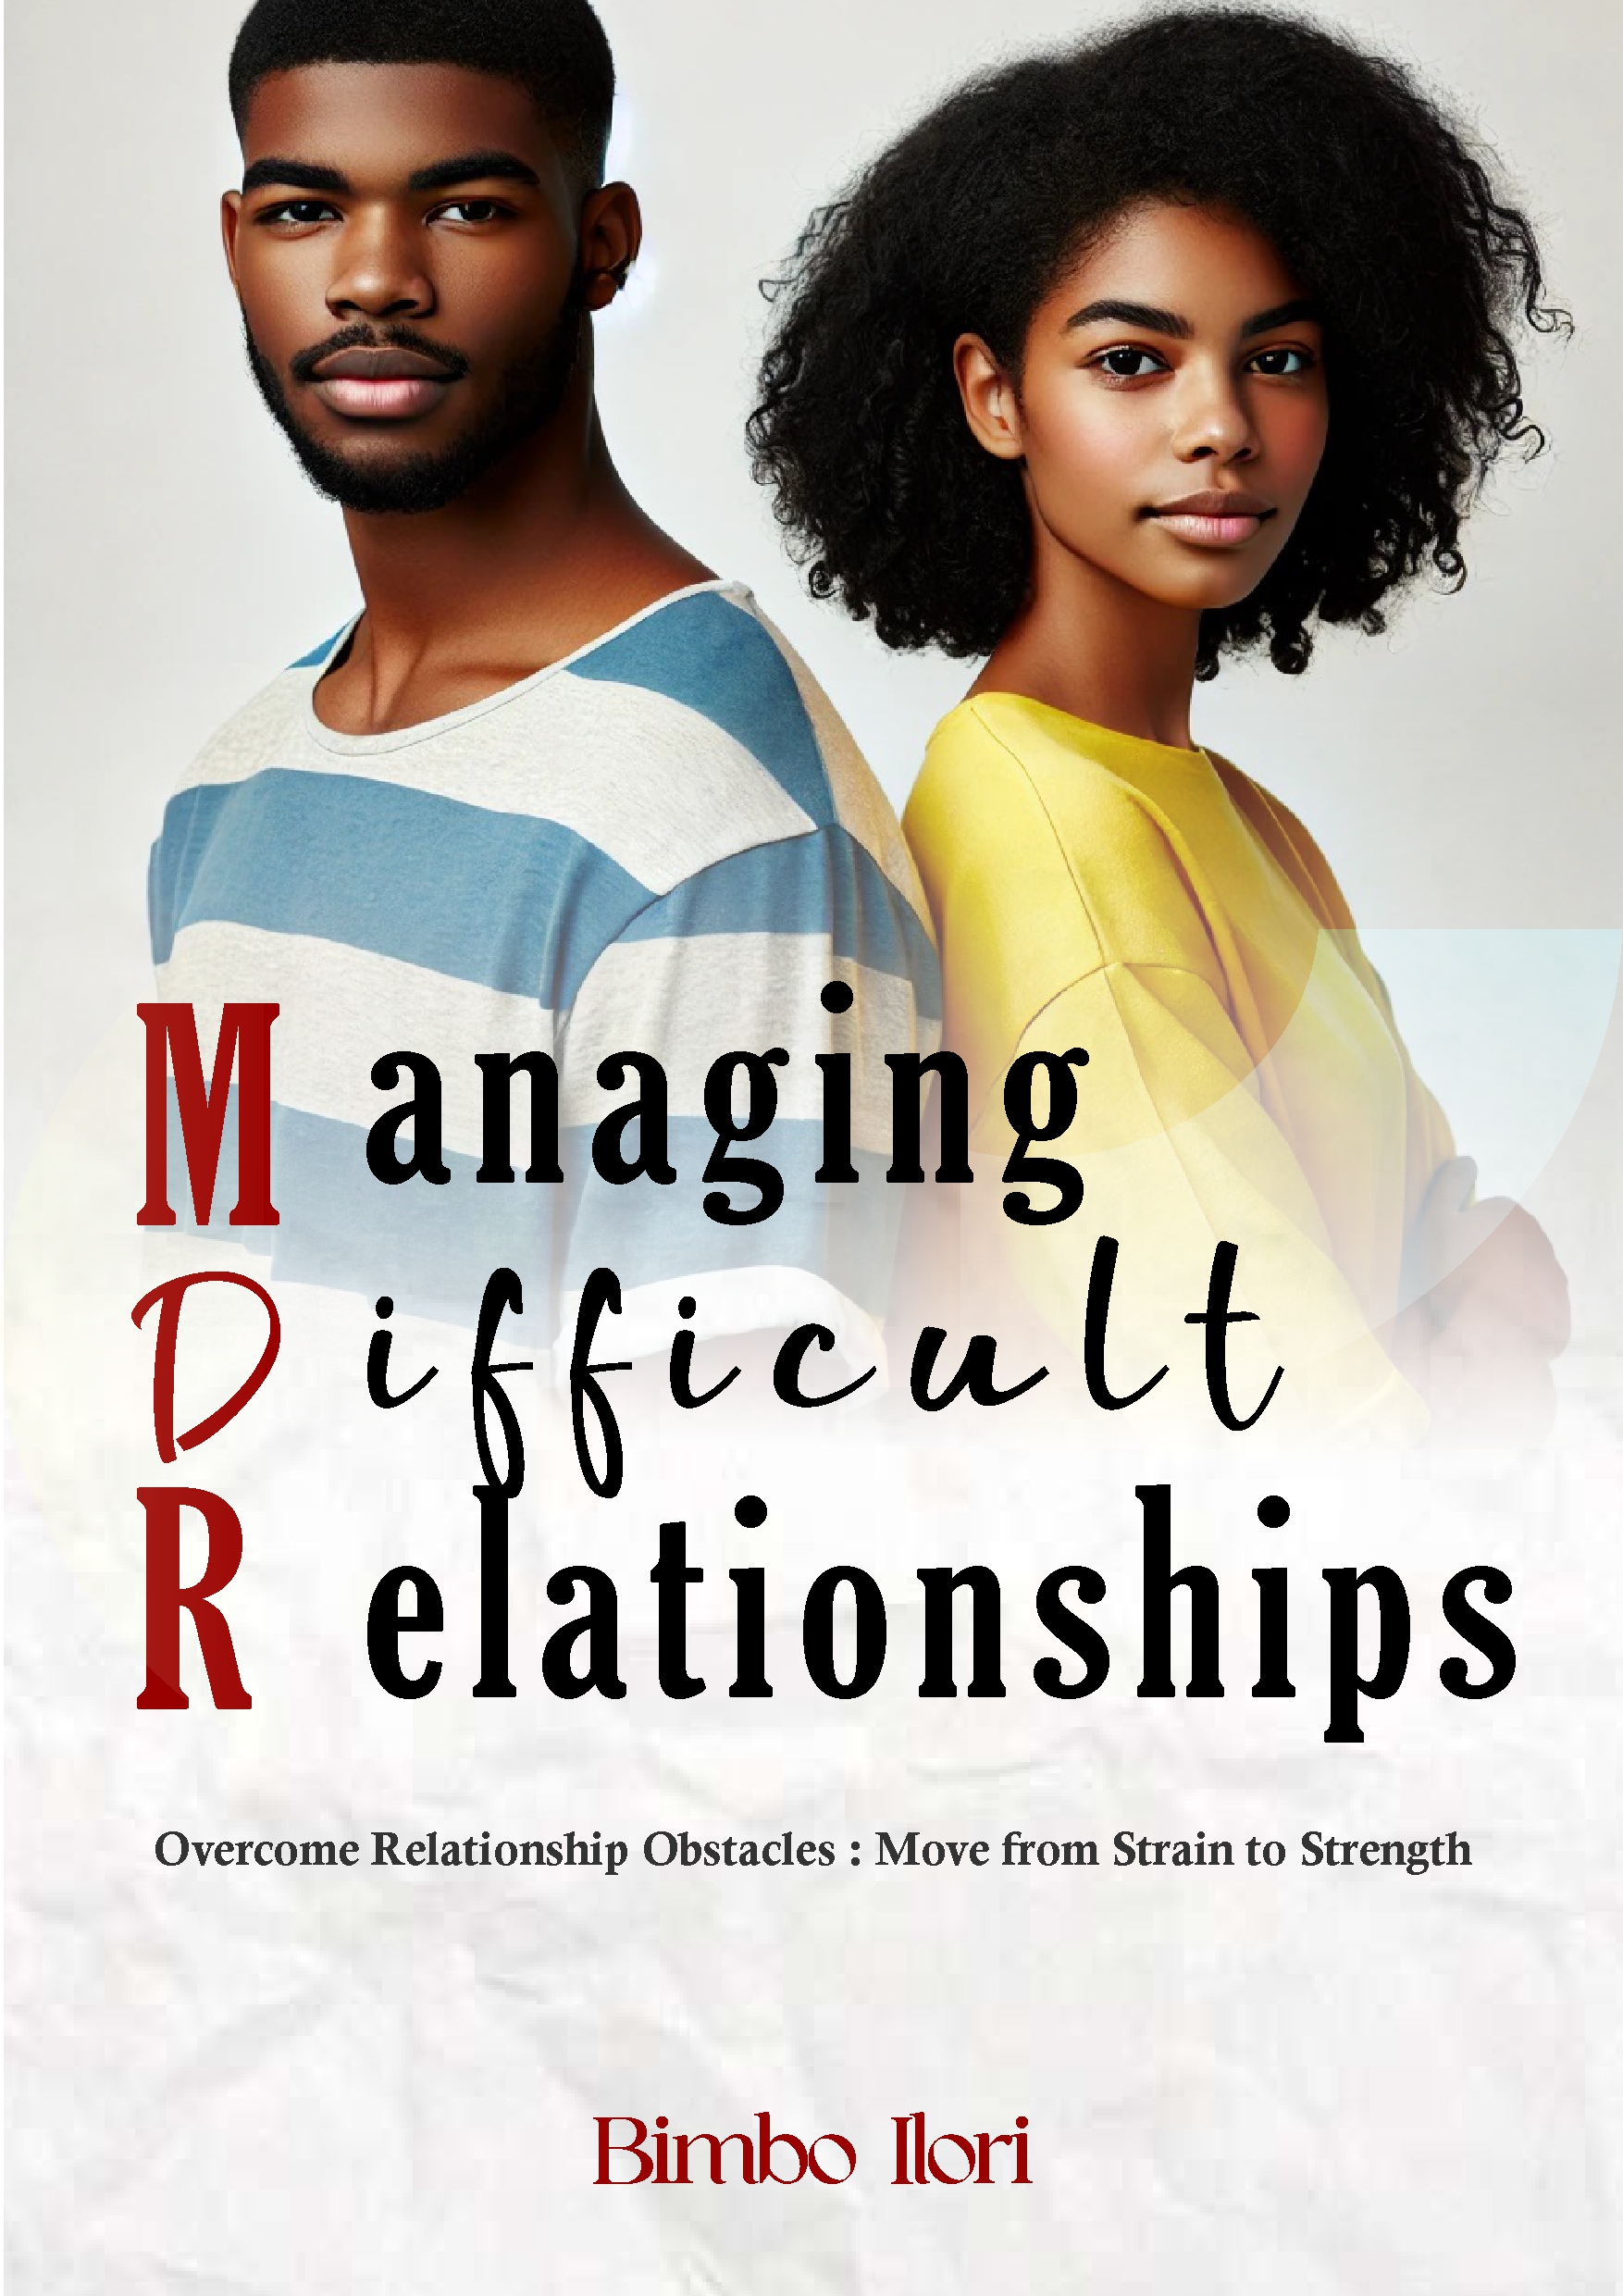 Managing
Difficult
Relationships
Overcome Relationship Obstacles : Move from Strain to Strength
Bimbo Ilori